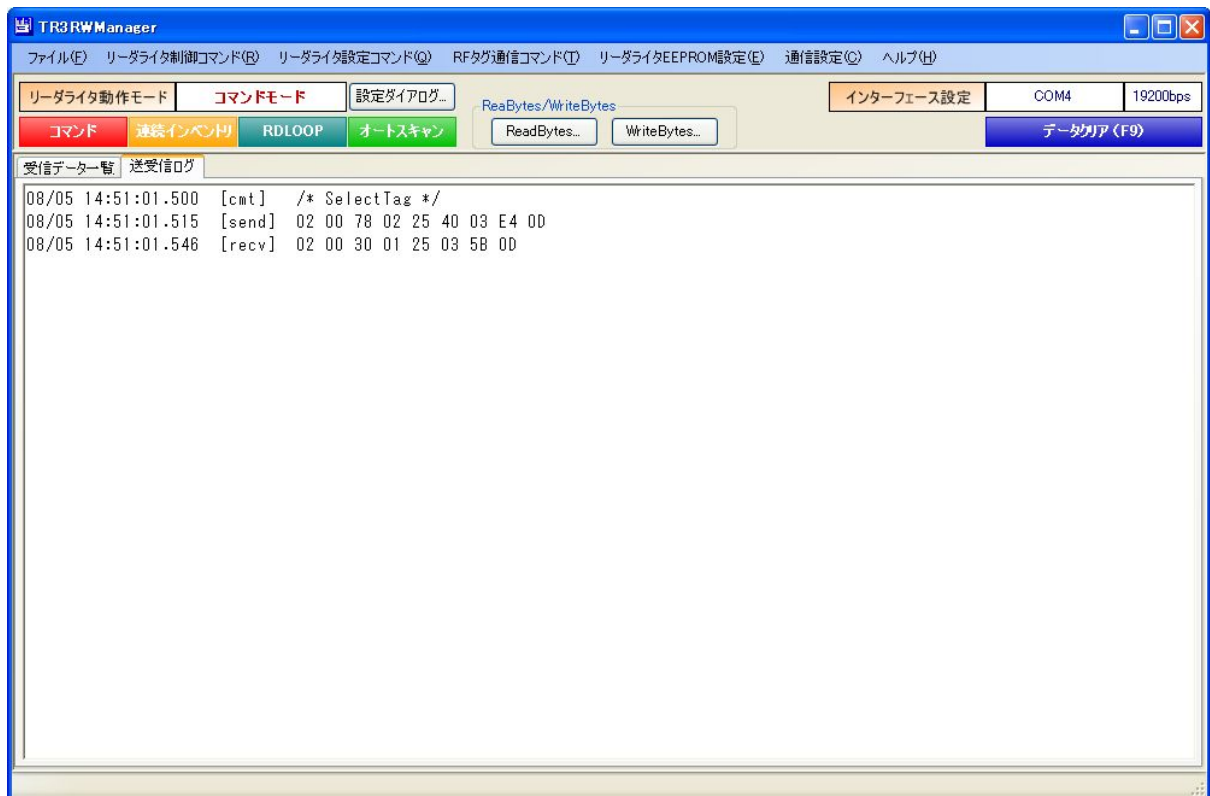 TR3RWManager
ファイル(F) リーダライタ制御コマンド(R) リーダライタ設定コマンド(Q) RFタグ通信コマンド(T) リーダライタEEPROM設定(E) 通信設定(C) ヘルプ(H)
リーダライタ動作モード コマンドモード 設定ダイアログ... ReaBytes/WriteBytes インターフェース設定 COM4 19200bps
コマンド 連続インベントリ RDLOOP オートスキャン ReadBytes... WriteBytes... データクリア(F9)
受信データ一覧 送受信ログ
08/05 14:51:01.500 [cmt] /* SelectTag */
08/05 14:51:01.515 [send] 02 00 78 02 25 40 03 E4 0D
08/05 14:51:01.546 [recv] 02 00 30 01 25 03 5B 0D